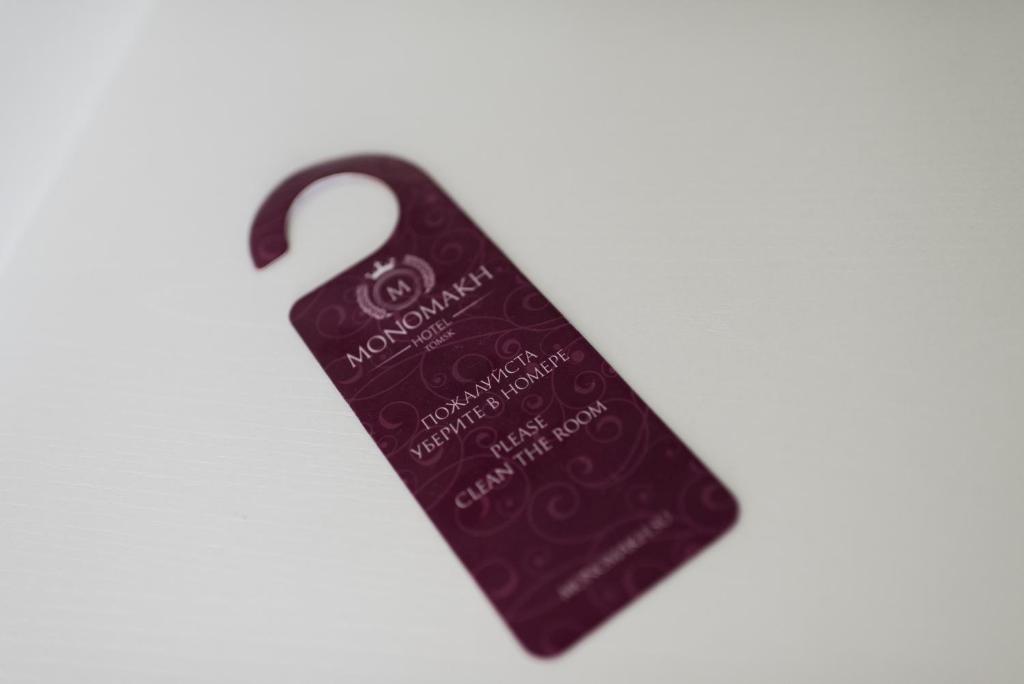 M
MONOMAKH
HOTEL
TOMSK
ПОЖАЛУЙСТА
УБЕРИТЕ В НОМЕРЕ
PLEASE
CLEAN THE ROOM